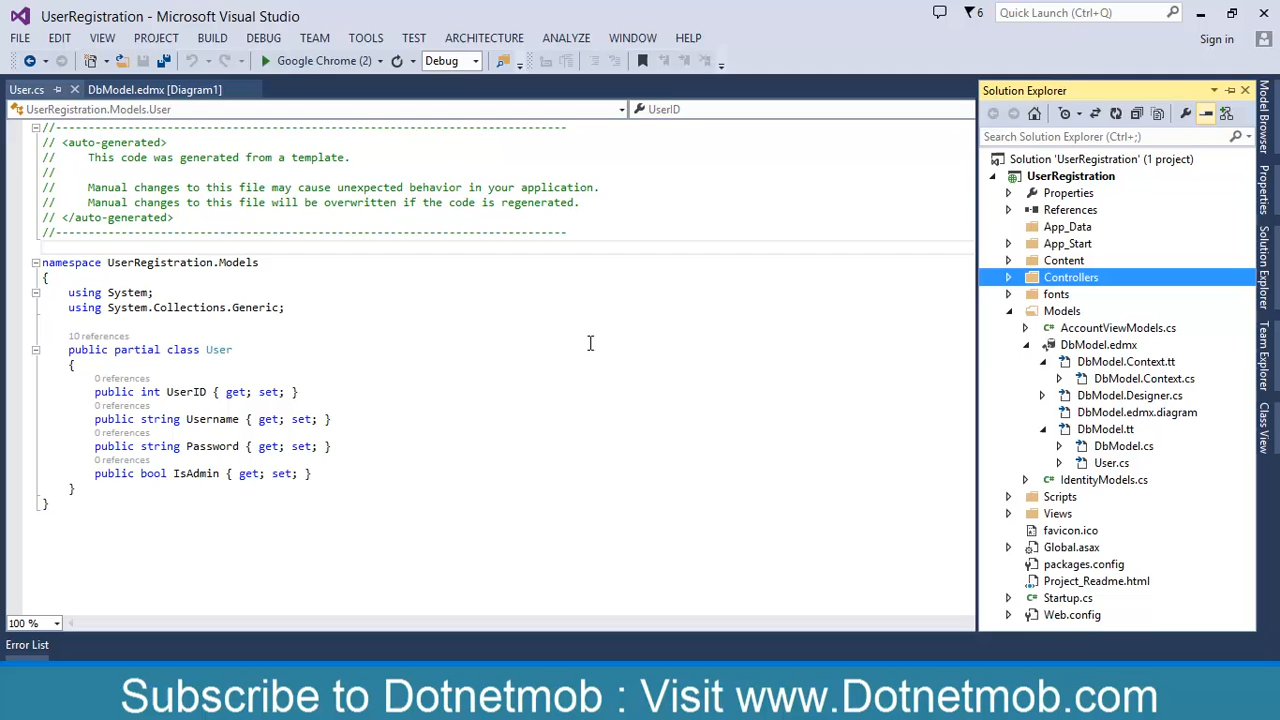 UserRegistration - Microsoft Visual Studio
6
Quick Launch (Ctrl+Q)
FILE EDIT VIEW PROJECT BUILD DEBUG TEAM TOOLS TEST ARCHITECTURE ANALYZE WINDOW HELP
Sign in
Google Chrome (2)
Debug
User.cs
DbModel.edmx [Diagram1]
UserRegistration.Models.User
UserID
//------------------------------------------------------------------------------
// <auto-generated>
//     This code was generated from a template.
//
//     Manual changes to this file may cause unexpected behavior in your application.
//     Manual changes to this file will be overwritten if the code is regenerated.
// </auto-generated>
//------------------------------------------------------------------------------
namespace UserRegistration.Models
{
using System;
using System.Collections.Generic;
10 references
public partial class User
{
0 references
public int UserID { get; set; }
0 references
public string Username { get; set; }
0 references
public string Password { get; set; }
0 references
public bool IsAdmin { get; set; }
}
}
100 %
Error List
Solution Explorer
Search Solution Explorer (Ctrl+;)
Solution 'UserRegistration' (1 project)
UserRegistration
Properties
References
App_Data
App_Start
Content
Controllers
fonts
Models
AccountViewModels.cs
DbModel.edmx
DbModel.Context.tt
DbModel.Context.cs
DbModel.Designer.cs
DbModel.edmx.diagram
DbModel.tt
DbModel.cs
User.cs
IdentityModels.cs
Scripts
Views
favicon.ico
Global.asax
packages.config
Project_Readme.html
Startup.cs
Web.config
Model Browser
Properties
Solution Explorer
Team Explorer
Class View
Subscribe to Dotnetmob : Visit www.Dotnetmob.com